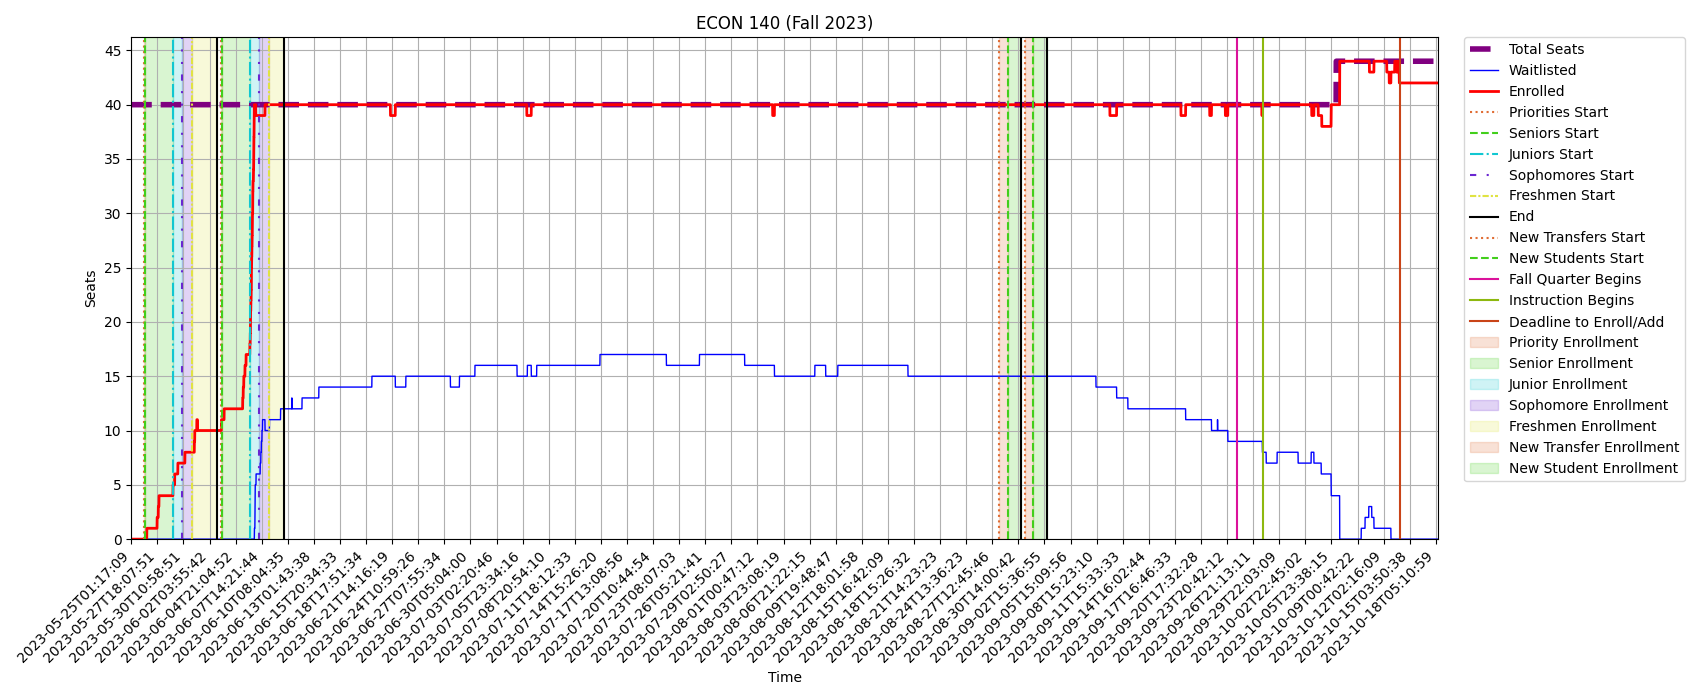 ECON 140 (Fall 2023)
Seats
45
40
35
30
25
20
15
10
5
0
2023-05-25T01:17:09
2023-05-27T18:07:51
2023-05-30T10:58:51
2023-06-02T03:55:42
2023-06-04T21:04:52
2023-06-07T14:21:44
2023-06-10T08:04:35
2023-06-13T01:43:38
2023-06-15T20:34:33
2023-06-18T17:51:34
2023-06-21T14:16:19
2023-06-24T10:59:26
2023-06-27T07:55:34
2023-06-30T05:04:00
2023-07-03T02:20:46
2023-07-05T23:34:16
2023-07-08T20:54:10
2023-07-11T18:12:33
2023-07-14T15:26:20
2023-07-17T13:08:56
2023-07-20T10:44:54
2023-07-23T08:07:03
2023-07-26T05:21:41
2023-07-29T02:50:27
2023-08-01T00:47:12
2023-08-03T23:08:19
2023-08-06T21:22:15
2023-08-09T19:48:47
2023-08-12T18:01:58
2023-08-15T16:42:09
2023-08-18T15:26:32
2023-08-21T14:23:23
2023-08-24T13:36:23
2023-08-27T12:45:46
2023-08-30T14:00:42
2023-09-02T15:36:55
2023-09-05T15:09:56
2023-09-08T15:23:10
2023-09-11T15:33:33
2023-09-14T16:02:44
2023-09-17T16:46:33
2023-09-20T17:32:28
2023-09-23T20:42:12
2023-09-26T21:13:11
2023-09-29T22:03:09
2023-10-02T22:45:02
2023-10-05T23:38:15
2023-10-09T00:42:22
2023-10-12T02:16:09
2023-10-15T03:50:38
2023-10-18T05:10:59
Time
Total Seats
Waitlisted
Enrolled
Priorities Start
Seniors Start
Juniors Start
Sophomores Start
Freshmen Start
End
New Transfers Start
New Students Start
Fall Quarter Begins
Instruction Begins
Deadline to Enroll/Add
Priority Enrollment
Senior Enrollment
Junior Enrollment
Sophomore Enrollment
Freshmen Enrollment
New Transfer Enrollment
New Student Enrollment